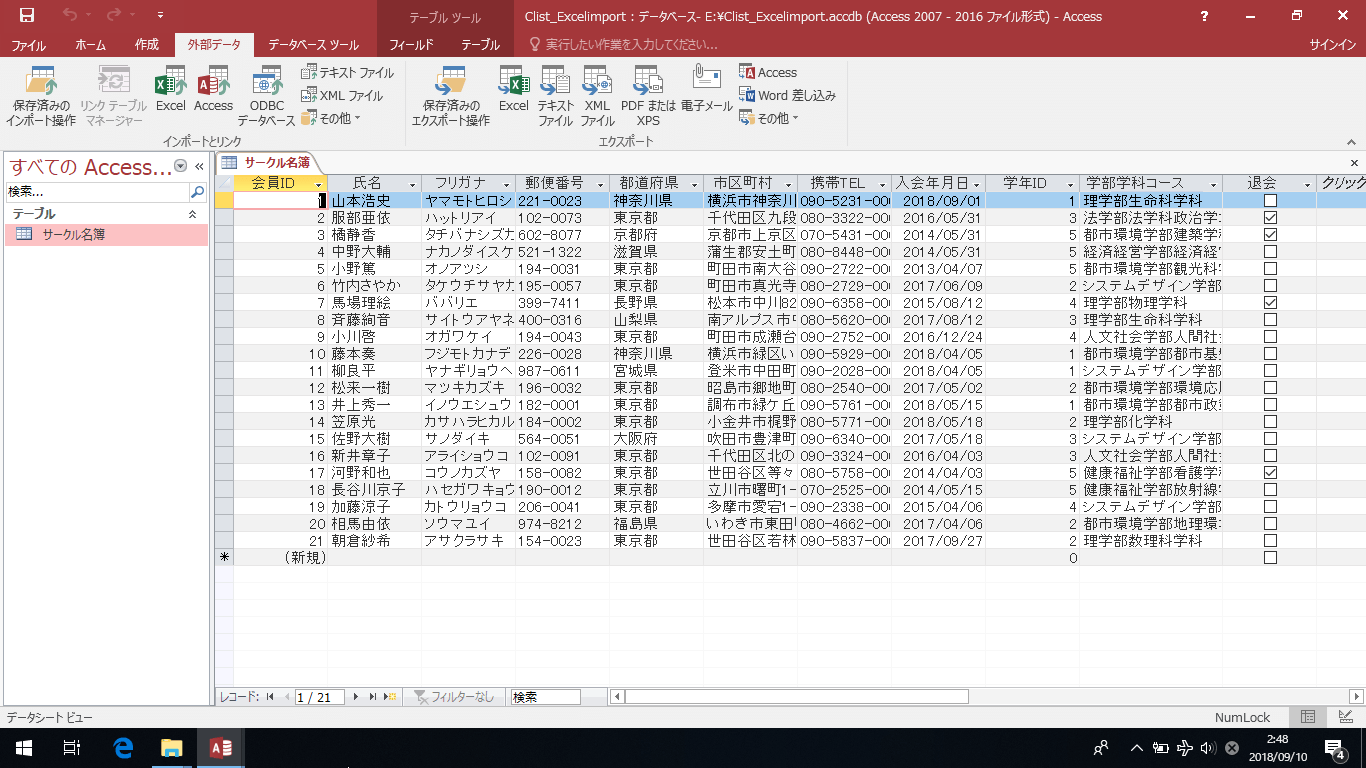 テーブル ツール
Clist_Excelimport : データベース- E:¥Clist_Excelimport.accdb (Access 2007 - 2016 ファイル形式) - Access
ファイル ホーム 作成 外部データ データベース ツール フィールド テーブル 実行したい作業を入力してください... サインイン
保存済みの インポート操作
リンク テーブル マネージャー
Excel
Access
ODBC データベース
テキスト ファイル
XML ファイル
その他
インポートとリンク
保存済みの エクスポート操作
Excel
テキスト ファイル
XML ファイル
PDF または XPS
電子メール
Access
Word 差し込み
その他
エクスポート
すべての Access...
検索...
テーブル
サークル名簿
サークル名簿
会員ID 氏名 フリガナ 郵便番号 都道府県 市区町村 携帯TEL 入会年月日 学年ID 学部学科コース 退会 クリック
1 山本浩史 ヤマモトヒロシ 221-0023 神奈川県 横浜市神奈川 090-5231-00 2018/09/01 1 理学部生命科学科
2 服部亜依 ハットリアイ 102-0073 東京都 千代田区九段 080-3322-00 2016/05/31 3 法学部法学科政治学
3 橘静香 タチバナシズカ 602-8077 京都府 京都市上京区 070-5431-00 2014/05/31 5 都市環境学部建築学
4 中野大輔 ナカノダイスケ 521-1322 滋賀県 蒲生郡安土町 080-8448-00 2014/05/31 5 経済経営学部経済経
5 小野篤 オノアツシ 194-0031 東京都 町田市南大谷 090-2722-00 2013/04/07 5 都市環境学部観光科
6 竹内さやか タケウチサヤカ 195-0057 東京都 町田市真光寺 080-2729-00 2017/06/09 2 システムデザイン学部
7 馬場理絵 ババリエ 399-7411 長野県 松本市中川82 090-6358-00 2015/08/12 4 理学部物理学科
8 斉藤絢音 サイトウアヤネ 400-0316 山梨県 南アルプス市 080-5620-00 2017/08/12 3 理学部生命科学科
9 小川啓 オガワケイ 194-0043 東京都 町田市成瀬台 090-2752-00 2016/12/24 4 人文社会学部人間社
10 藤本奏 フジモトカナデ 226-0028 神奈川県 横浜市緑区い 090-5929-00 2018/04/05 1 都市環境学部都市基
11 柳良平 ヤナギリョウヘ 987-0611 宮城県 登米市中田町 090-2028-00 2018/04/05 1 システムデザイン学部
12 松来一樹 マツキカズキ 196-0032 東京都 昭島市郷地町 080-2540-00 2017/05/02 2 都市環境学部環境応
13 井上秀一 イノウエシュウ 182-0001 東京都 調布市緑ケ丘 090-5761-00 2018/05/15 1 都市環境学部都市政
14 笠原光 カサハラヒカル 184-0002 東京都 小金井市梶野 080-5771-00 2018/05/18 2 理学部化学科
15 佐野大樹 サノダイキ 564-0051 大阪府 吹田市豊津町 090-6340-00 2017/05/18 3 システムデザイン学部
16 新井章子 アライショウコ 102-0091 東京都 千代田区北の 090-3324-00 2016/04/03 3 人文社会学部人間社
17 河野和也 コウノカズヤ 158-0082 東京都 世田谷区等々 080-5758-00 2014/04/03 5 健康福祉学部看護学
18 長谷川京子 ハセガワキョウ 190-0012 東京都 立川市曙町1- 070-2525-00 2014/05/15 5 健康福祉学部放射線
19 加藤涼子 カトウリョウコ 206-0041 東京都 多摩市愛宕1- 090-2338-00 2015/04/06 4 システムデザイン学部
20 相馬由依 ソウマユイ 974-8212 福島県 いわき市東田 080-4662-00 2017/04/06 2 都市環境学部地理環
21 朝倉紗希 アサクラサキ 154-0023 東京都 世田谷区若林 090-5837-00 2017/09/27 2 理学部数理科学科
(新規) 0
レコード: 1 / 21 フィルターなし 検索
データシート ビュー NumLock
2:48
2018/09/10
4